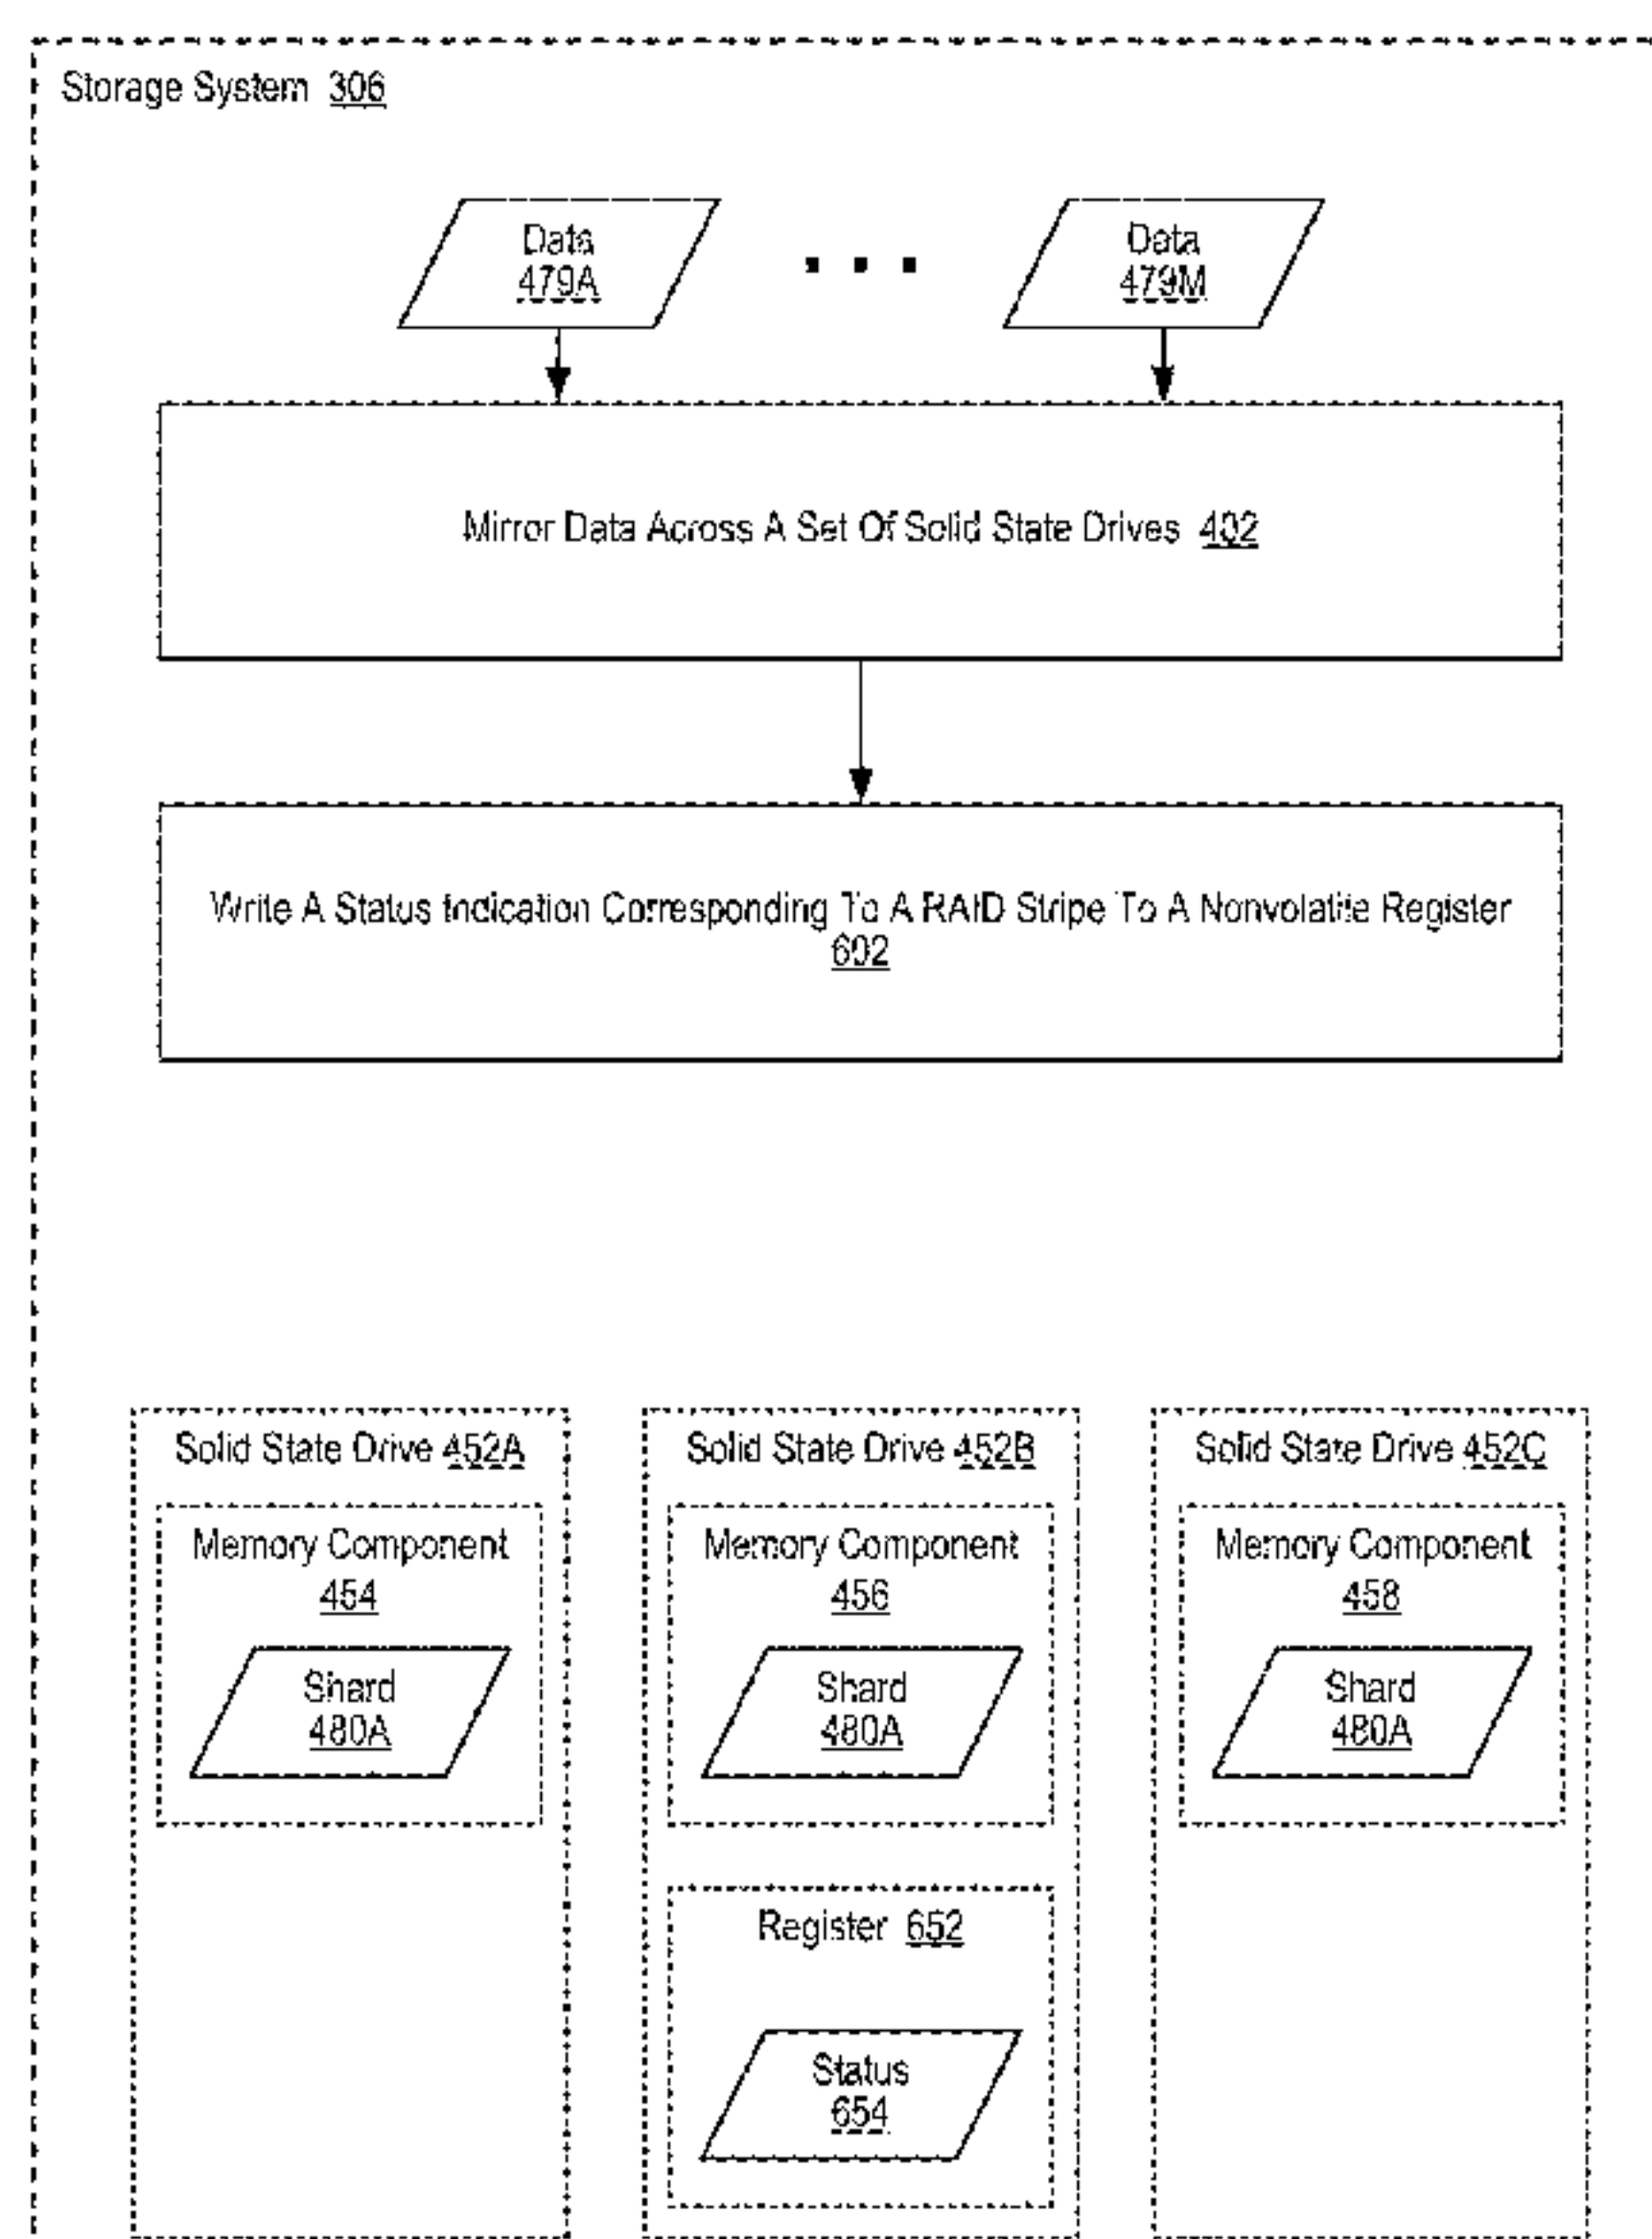 Storage System 306
Data
479A
Data
479M
Mirror Data Across A Set Of Solid State Drives 402
Write A Status Indication Corresponding To A RAID Stripe To A Nonvolatile Register
602
Solid State Drive 452A
Memory Component
454
Shard
480A
Solid State Drive 452B
Memory Component
456
Shard
480A
Register 652
Status
654
Solid State Drive 452C
Memory Component
458
Shard
480A